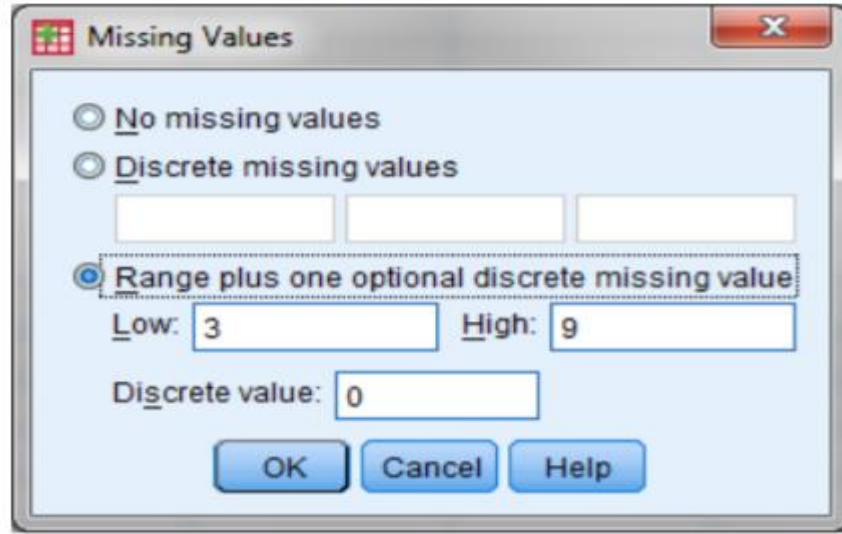 Missing Values
No missing values
Discrete missing values
Range plus one optional discrete missing value
Low: 3 High: 9
Discrete value: 0
OK Cancel Help